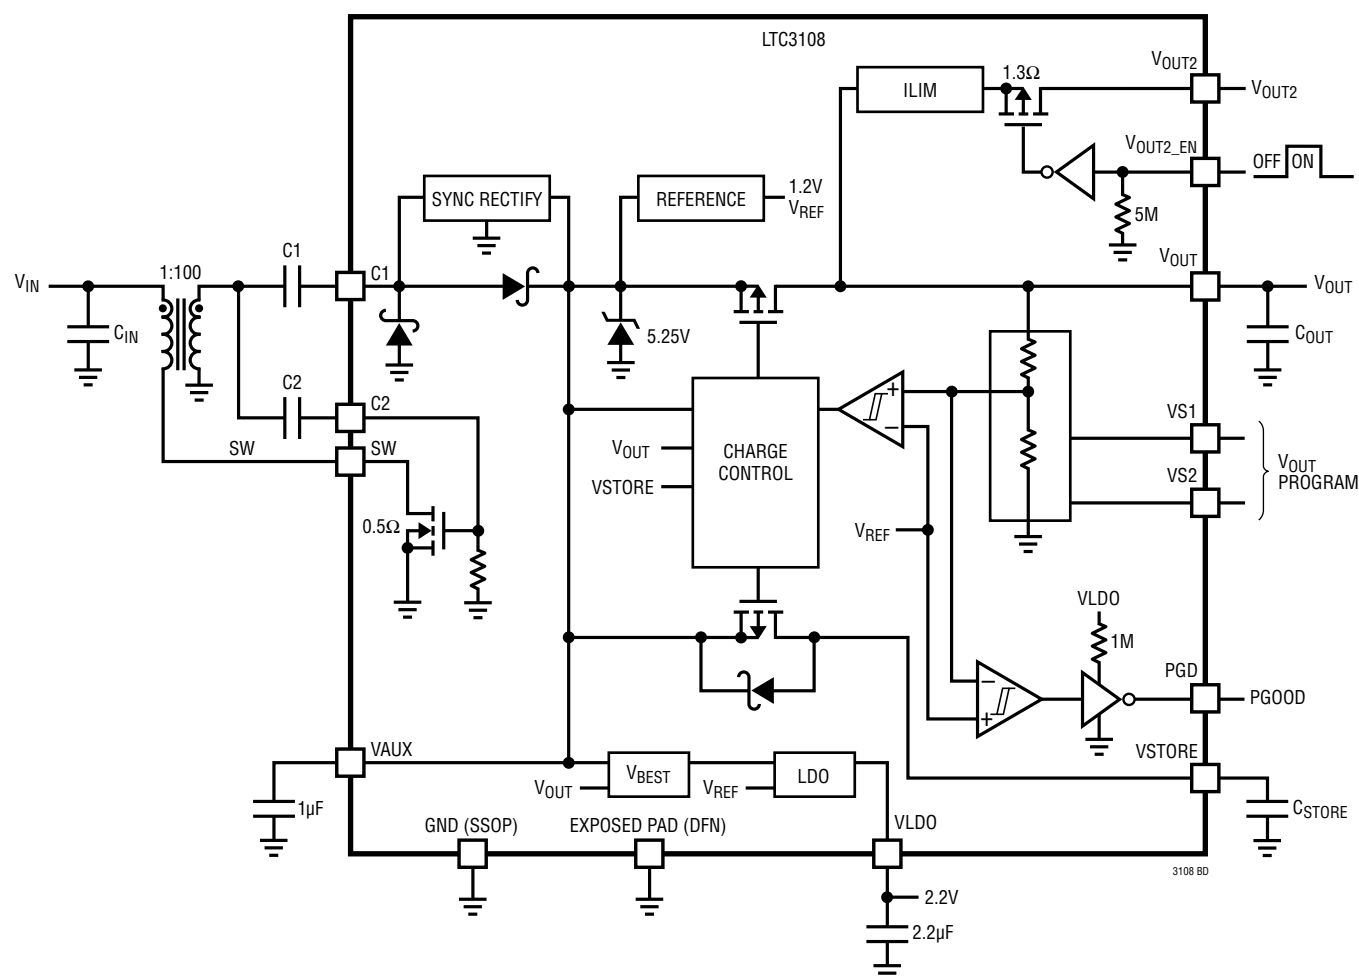 LTC3108
VOUT2
1.3Ω
ILIM
VOUT2
VOUT2_EN
OFF ON
SYNC RECTIFY
REFERENCE
1.2V
VREF
5M
C1
VOUT
VIN
1:100
C1
VOUT
CIN
5.25V
COUT
C2
C2
VS1
SW
SW
VOUT
CHARGE
CONTROL
VOUT
PROGRAM
VS2
VSTORE
0.5Ω
VREF
VLDO
1M
PGD
PGOOD
VAUX
VSTORE
VBEST
LDO
VOUT
VREF
1µF
CSTORE
GND (SSOP)
EXPOSED PAD (DFN)
VLDO
3108 BD
2.2V
2.2µF